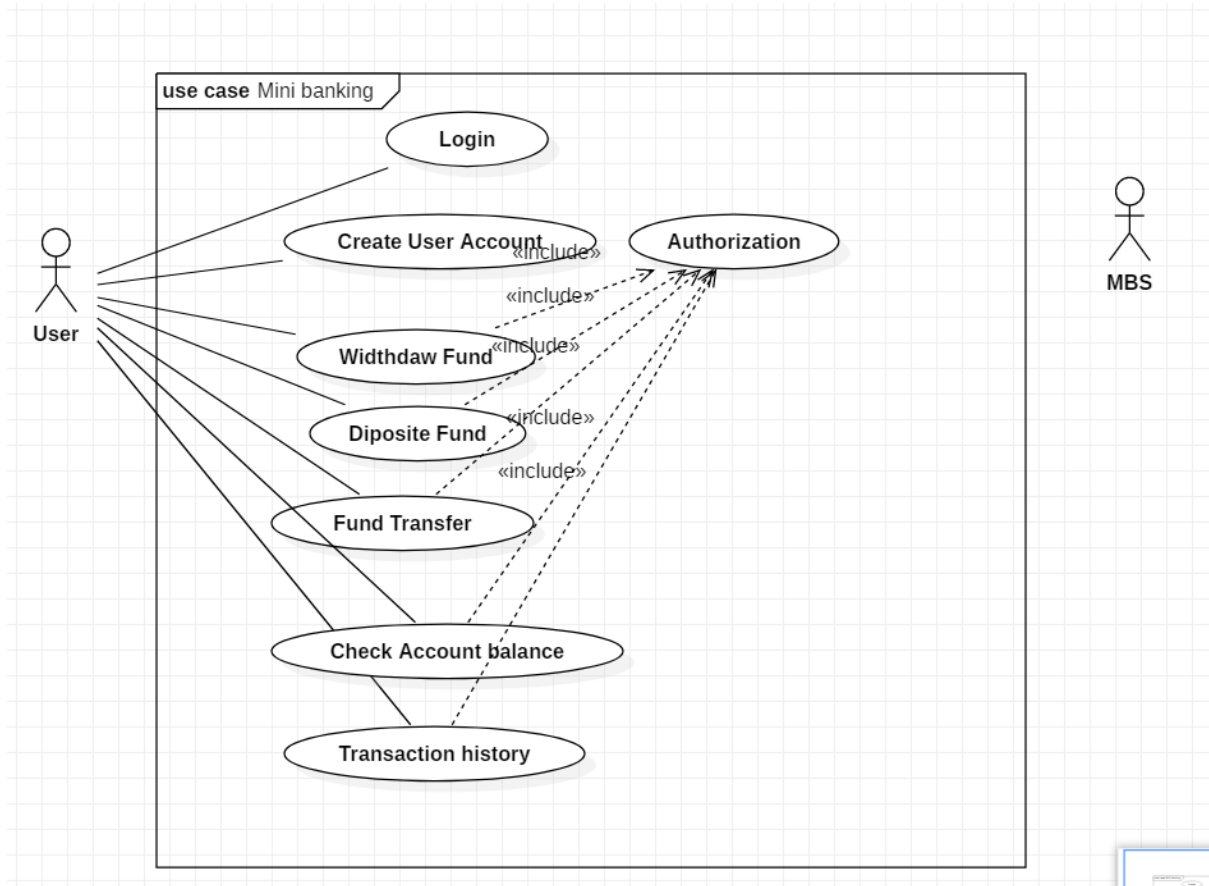 use case Mini banking
Login
Create User Account
«include»
Authorization
MBS
«include»
User
Widthdaw Fund
«include»
Diposite Fund
«include»
«include»
Fund Transfer
Check Account balance
Transaction history